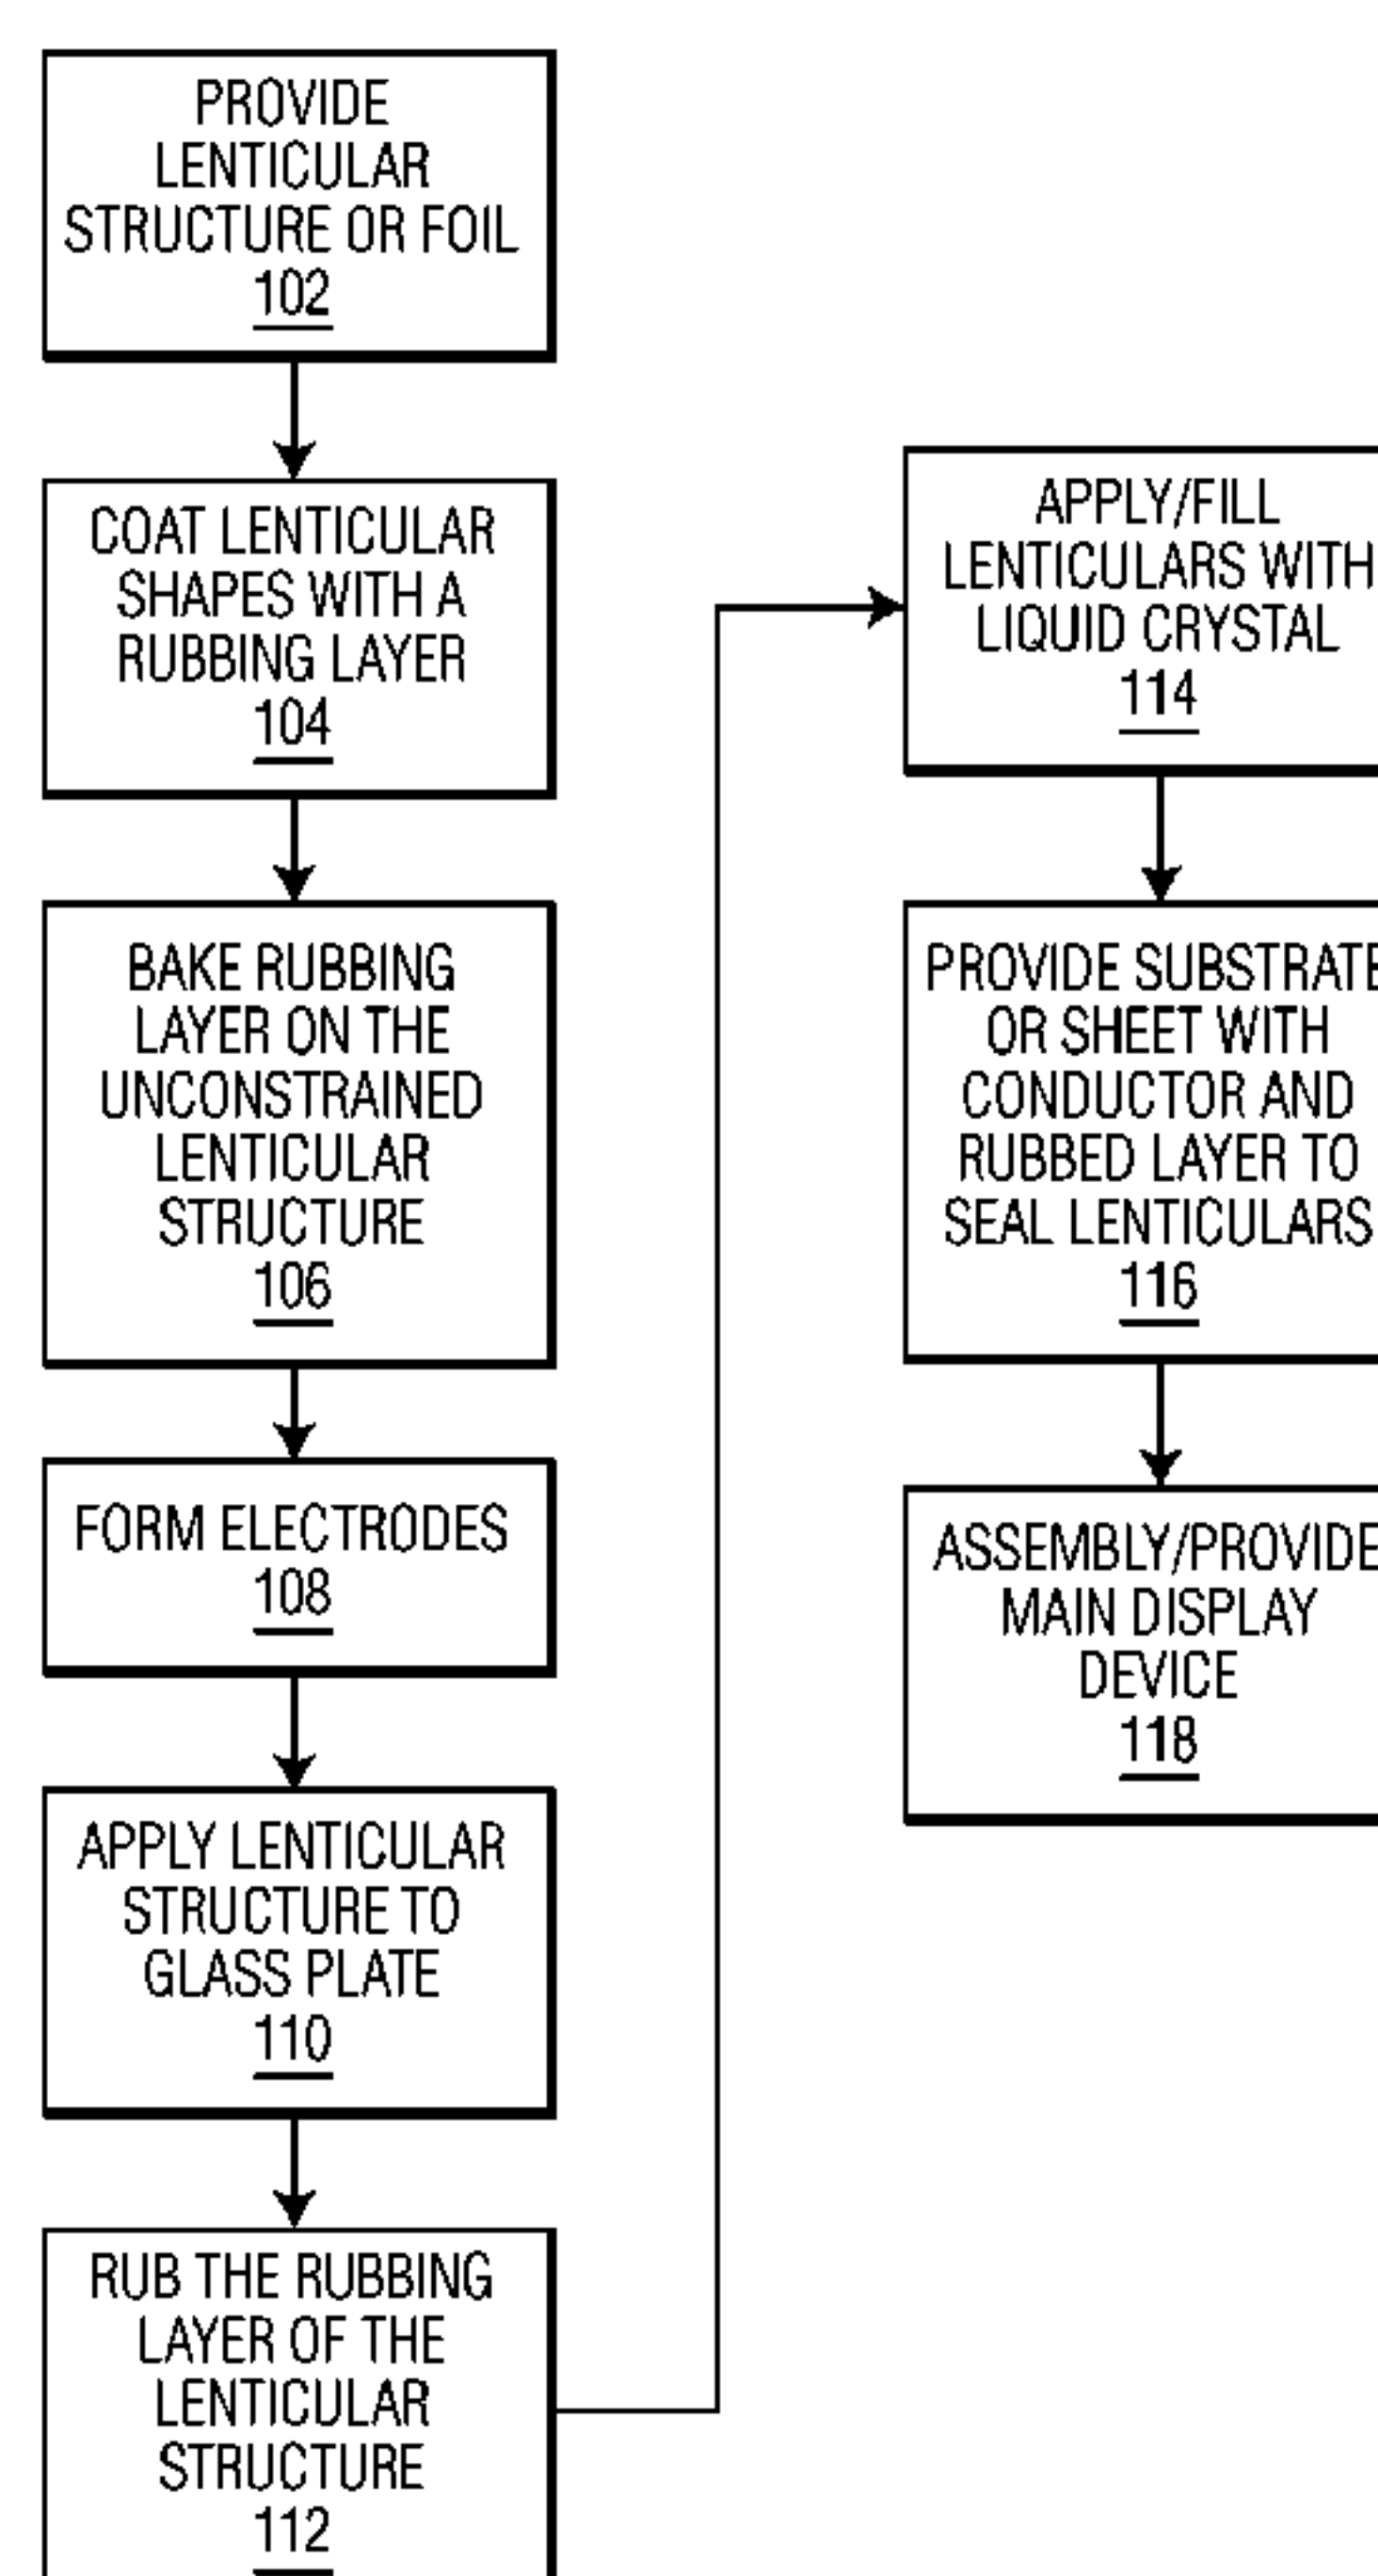 PROVIDE
LENTICULAR
STRUCTURE OR FOIL
102
COAT LENTICULAR
SHAPES WITH A
RUBBING LAYER
104
BAKE RUBBING
LAYER ON THE
UNCONSTRAINED
LENTICULAR
STRUCTURE
106
FORM ELECTRODES
108
APPLY LENTICULAR
STRUCTURE TO
GLASS PLATE
110
RUB THE RUBBING
LAYER OF THE
LENTICULAR
STRUCTURE
112
APPLY/FILL
LENTICULARS WITH
LIQUID CRYSTAL
114
PROVIDE SUBSTRATE
OR SHEET WITH
CONDUCTOR AND
RUBBED LAYER TO
SEAL LENTICULARS
116
ASSEMBLY/PROVIDE
MAIN DISPLAY
DEVICE
118